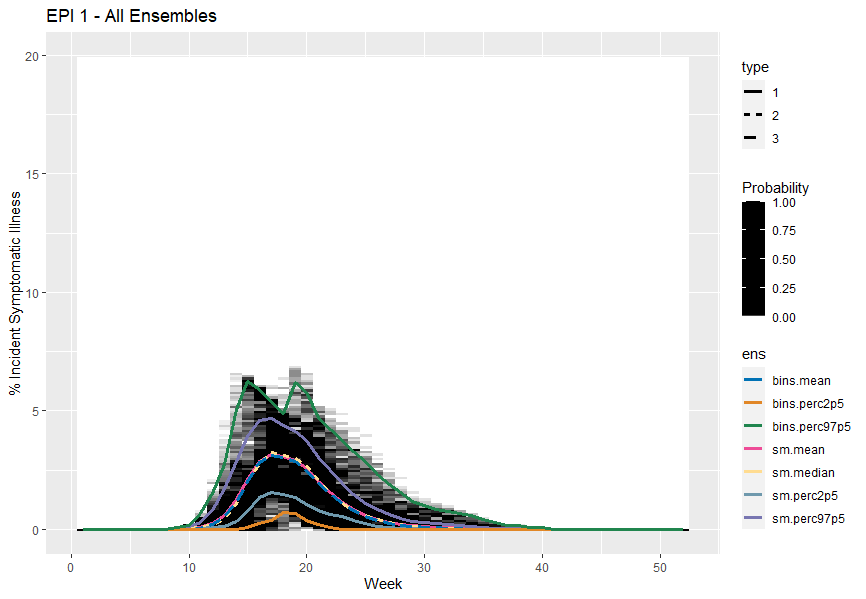 EPI 1 - All Ensembles
% Incident Symptomatic Illness
20
15
10
5
0
0 10 20 30 40 50
Week
type
1
2
3
Probability
1.00
0.75
0.50
0.25
0.00
ens
bins.mean
bins.perc2p5
bins.perc97p5
sm.mean
sm.median
sm.perc2p5
sm.perc97p5